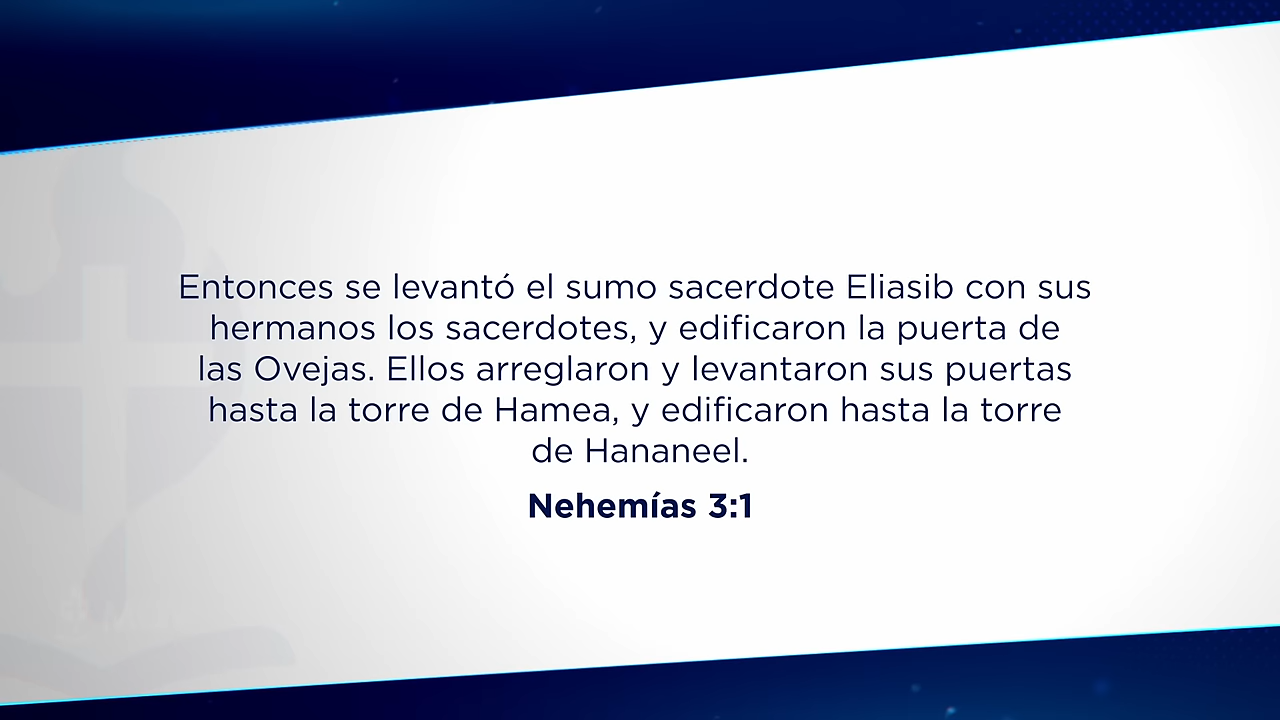 Entonces se levantó el sumo sacerdote Eliasib con sus
hermanos los sacerdotes, y edificaron la puerta de
las Ovejas. Ellos arreglaron y levantaron sus puertas
hasta la torre de Hamea, y edificaron hasta la torre
de Hananeel.
Nehemías 3:1